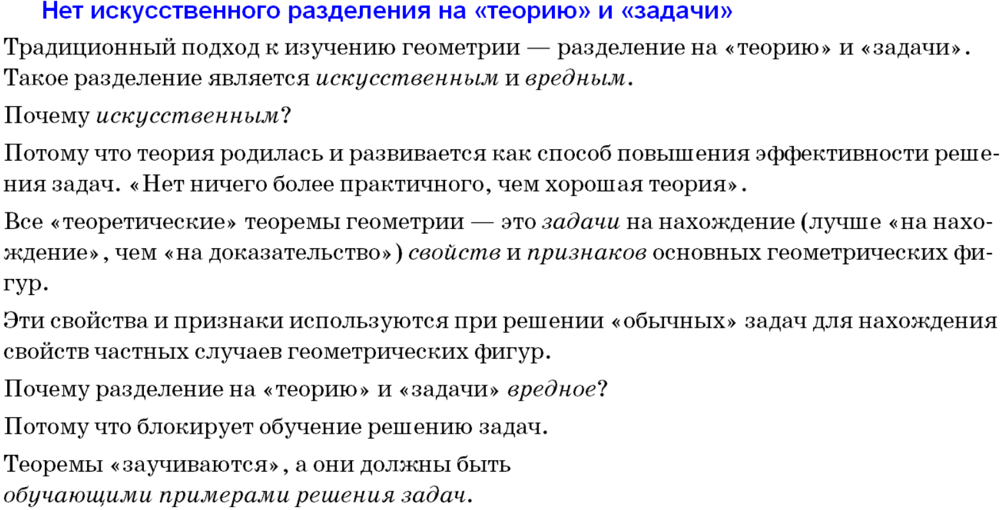 Нет искусственного разделения на «теорию» и «задачи»
Традиционный подход к изучению геометрии — разделение на «теорию» и «задачи».
Такое разделение является искусственным и вредным.
Почему искусственным?
Потому что теория родилась и развивается как способ повышения эффективности реше-
ния задач. «Нет ничего более практичного, чем хорошая теория».
Все «теоретические» теоремы геометрии — это задачи на нахождение (лучше «на нахо-
ждение», чем «на доказательство») свойств и признаков основных геометрических фи-
гур.
Эти свойства и признаки используются при решении «обычных» задач для нахождения
свойств частных случаев геометрических фигур.
Почему разделение на «теорию» и «задачи» вредное?
Потому что блокирует обучение решению задач.
Теоремы «заучиваются», а они должны быть
обучающими примерами решения задач.